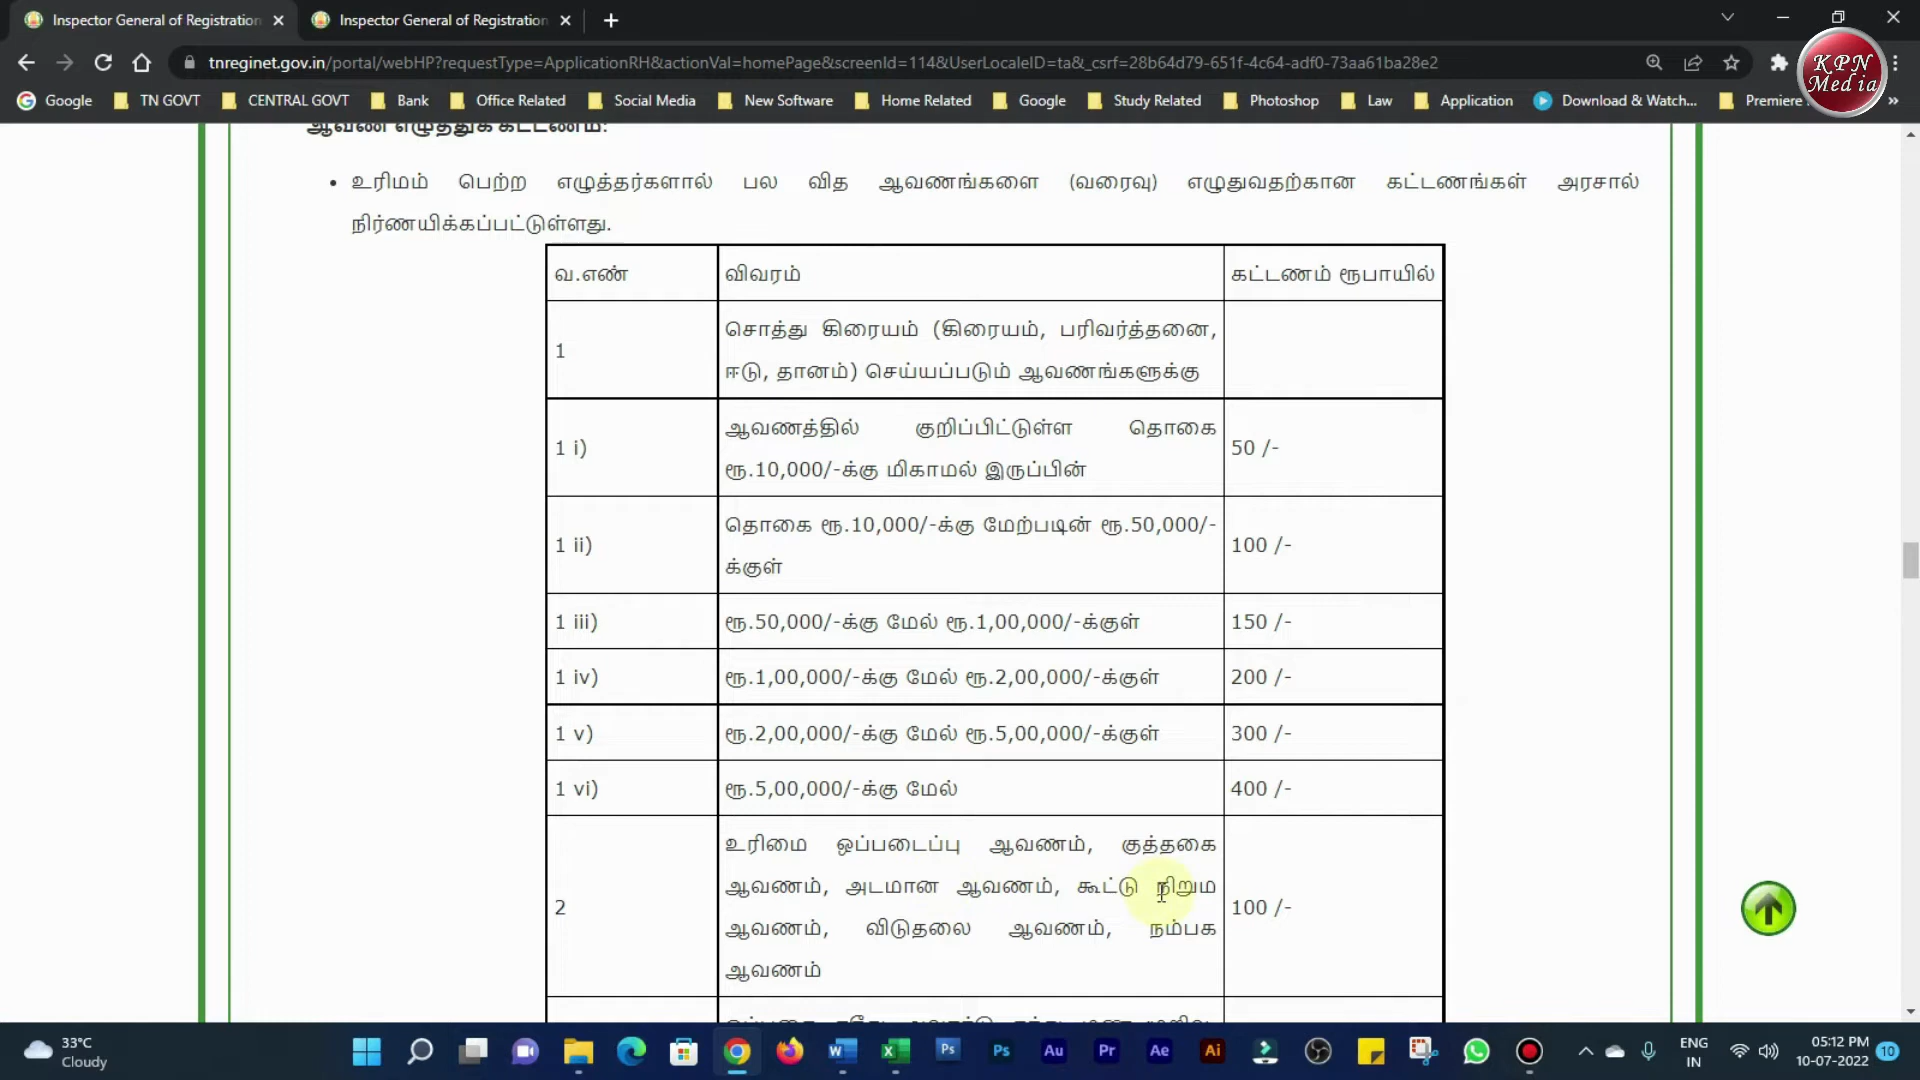 Inspector General of Registration
Inspector General of Registration
KPN
Media
tnreginet.gov.in/portal/webHP?requestType=ApplicationRH&actionVal=homePage&screenId=114&UserLocaleID=ta&_csrf=28b64d79-651f-4c64-adf0-73aa61ba28e2
Google TN GOVT CENTRAL GOVT Bank Office Related Social Media New Software Home Related Google Study Related Photoshop Law Application Download & Watch... Premiere
ஆவண எழுத்துக் கட்டணம்:
• உரிமம் பெற்ற எழுத்தர்களால் பல வித ஆவணங்களை (வரைவு) எழுதுவதற்கான கட்டணங்கள் அரசால்
நிர்ணயிக்கப்பட்டுள்ளது.
வ.எண் விவரம் கட்டணம் ரூபாயில்
1 சொத்து கிரையம் (கிரையம், பரிவர்த்தனை,
ஈடு, தானம்) செய்யப்படும் ஆவணங்களுக்கு
1 i) ஆவணத்தில் குறிப்பிட்டுள்ள தொகை
ரூ.10,000/-க்கு மிகாமல் இருப்பின் 50 /-
1 ii) தொகை ரூ.10,000/-க்கு மேற்படின் ரூ.50,000/-
க்குள் 100 /-
1 iii) ரூ.50,000/-க்கு மேல் ரூ.1,00,000/-க்குள் 150 /-
1 iv) ரூ.1,00,000/-க்கு மேல் ரூ.2,00,000/-க்குள் 200 /-
1 v) ரூ.2,00,000/-க்கு மேல் ரூ.5,00,000/-க்குள் 300 /-
1 vi) ரூ.5,00,000/-க்கு மேல் 400 /-
2 உரிமை ஒப்படைப்பு ஆவணம், குத்தகை
ஆவணம், அடமான ஆவணம், கூட்டு நிறும
ஆவணம், விடுதலை ஆவணம், நம்பக
ஆவணம் 100 /-
33°C
Cloudy
ENG
IN
05:12 PM
10-07-2022
10